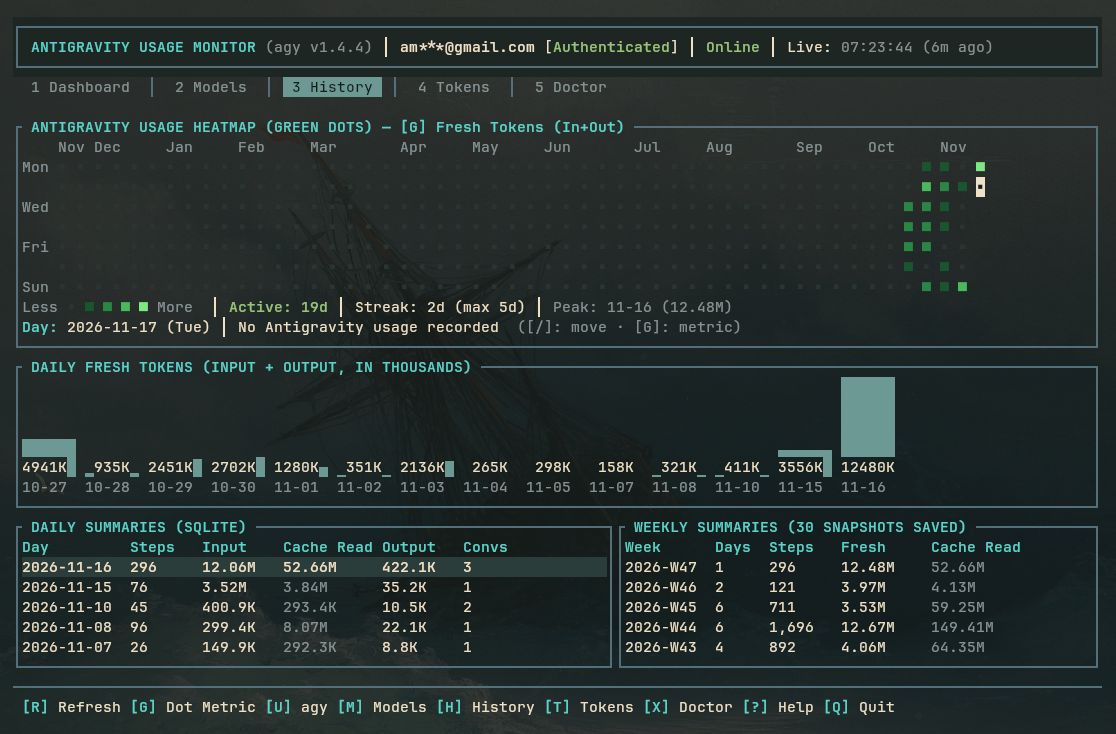 ANTIGRAVITY USAGE MONITOR (agy v1.4.4) │ am***@gmail.com [Authenticated] │ Online │ Live: 07:23:44 (6m ago)
1 Dashboard │ 2 Models │ 3 History │ 4 Tokens │ 5 Doctor
ANTIGRAVITY USAGE HEATMAP (GREEN DOTS) — [G] Fresh Tokens (In+Out)
Nov Dec Jan Feb Mar Apr May Jun Jul Aug Sep Oct Nov
Mon
Wed
Fri
Sun
Less More │ Active: 19d │ Streak: 2d (max 5d) │ Peak: 11-16 (12.48M)
Day: 2026-11-17 (Tue) │ No Antigravity usage recorded ([/]: move · [G]: metric)
DAILY FRESH TOKENS (INPUT + OUTPUT, IN THOUSANDS)
4941K 935K 2451K 2702K 1280K 351K 2136K 265K 298K 158K 321K 411K 3556K 12480K
10-27 10-28 10-29 10-30 11-01 11-02 11-03 11-04 11-05 11-07 11-08 11-10 11-15 11-16
DAILY SUMMARIES (SQLITE)
Day Steps Input Cache Read Output Convs
2026-11-16 296 12.06M 52.66M 422.1K 3
2026-11-15 76 3.52M 3.84M 35.2K 1
2026-11-10 45 400.9K 293.4K 10.5K 2
2026-11-08 96 299.4K 8.07M 22.1K 1
2026-11-07 26 149.9K 292.3K 8.8K 1
WEEKLY SUMMARIES (30 SNAPSHOTS SAVED)
Week Days Steps Fresh Cache Read
2026-W47 1 296 12.48M 52.66M
2026-W46 2 121 3.97M 4.13M
2026-W45 6 711 3.53M 59.25M
2026-W44 6 1,696 12.67M 149.41M
2026-W43 4 892 4.06M 64.35M
[R] Refresh [G] Dot Metric [U] agy [M] Models [H] History [T] Tokens [X] Doctor [?] Help [Q] Quit